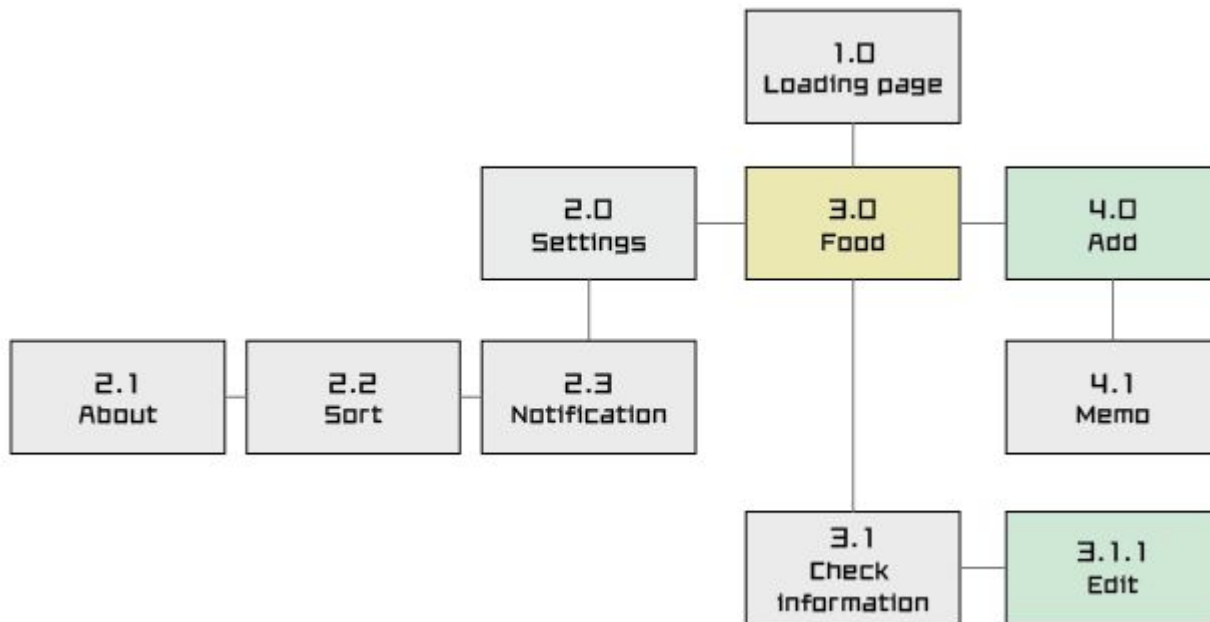 1.0
Loading page
2.0
Settings
3.0
Food
4.0
Add
2.1
About
2.2
Sort
2.3
Notification
4.1
Memo
3.1
Check
information
3.1.1
Edit